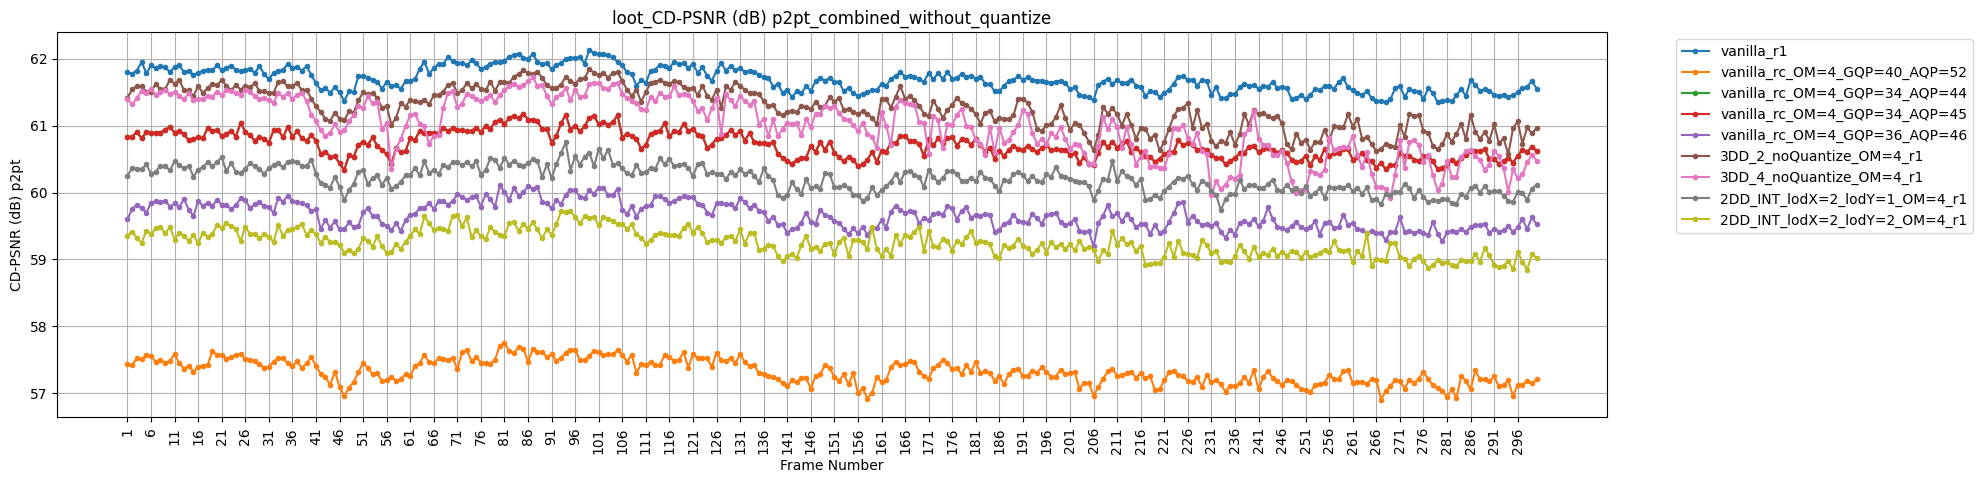 loot_CD-PSNR (dB) p2pt_combined_without_quantize
CD-PSNR (dB) p2pt
62
61
60
59
58
57
1 6 11 16 21 26 31 36 41 46 51 56 61 66 71 76 81 86 91 96 101 106 111 116 121 126 131 136 141 146 151 156 161 166 171 176 181 186 191 196 201 206 211 216 221 226 231 236 241 246 251 256 261 266 271 276 281 286 291 296
Frame Number
vanilla_r1
vanilla_rc_OM=4_GQP=40_AQP=52
vanilla_rc_OM=4_GQP=34_AQP=44
vanilla_rc_OM=4_GQP=34_AQP=45
vanilla_rc_OM=4_GQP=36_AQP=46
3DD_2_noQuantize_OM=4_r1
3DD_4_noQuantize_OM=4_r1
2DD_INT_lodX=2_lodY=1_OM=4_r1
2DD_INT_lodX=2_lodY=2_OM=4_r1